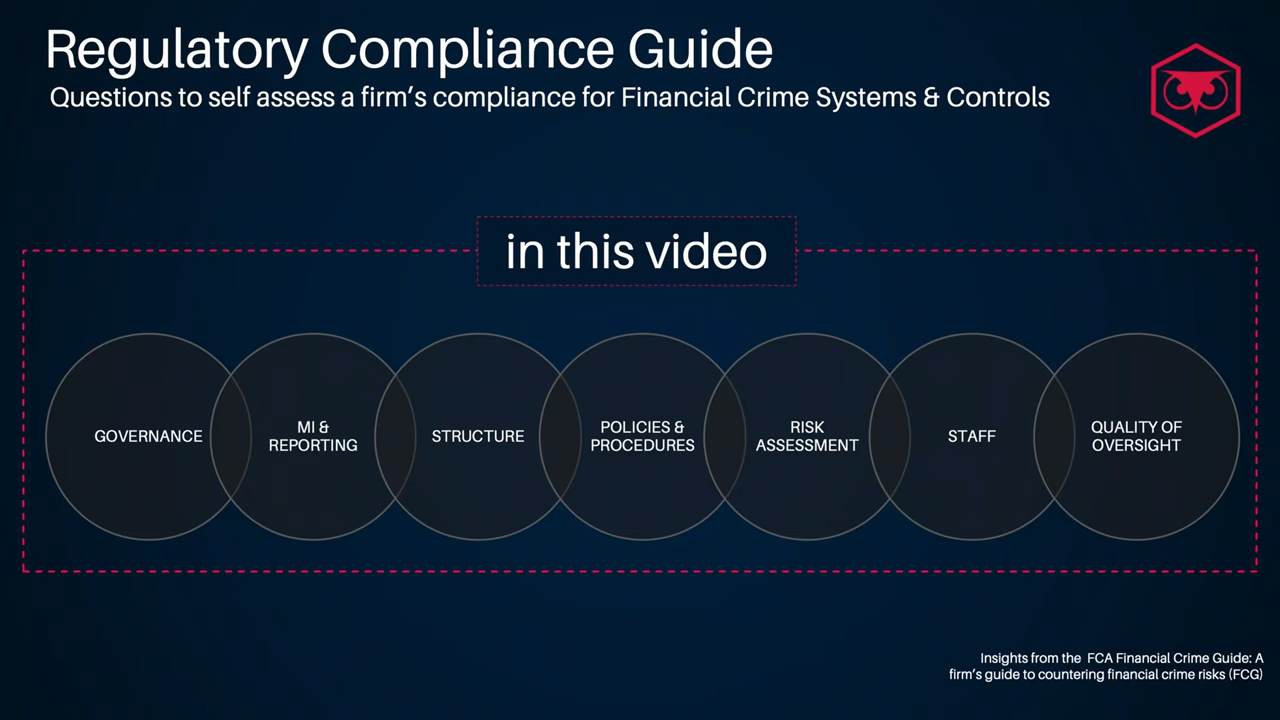 Regulatory Compliance Guide
Questions to self assess a firm’s compliance for Financial Crime Systems & Controls
in this video
GOVERNANCE
MI &
REPORTING
STRUCTURE
POLICIES &
PROCEDURES
RISK
ASSESSMENT
STAFF
QUALITY OF
OVERSIGHT
Insights from the FCA Financial Crime Guide: A
firm’s guide to countering financial crime risks (FCG)